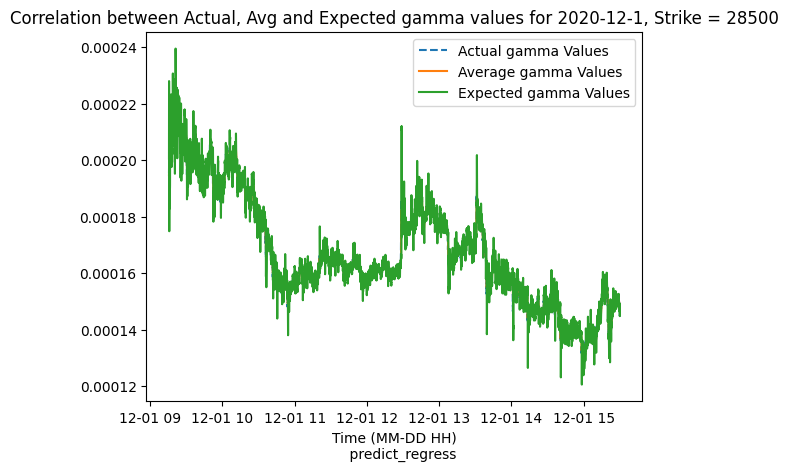 Correlation between Actual, Avg and Expected gamma values for 2020-12-1, Strike = 28500
Actual gamma Values
Average gamma Values
Expected gamma Values
0.00024
0.00022
0.00020
0.00018
0.00016
0.00014
0.00012
12-01 09 12-01 10 12-01 11 12-01 12 12-01 13 12-01 14 12-01 15
Time (MM-DD HH)
predict_regress